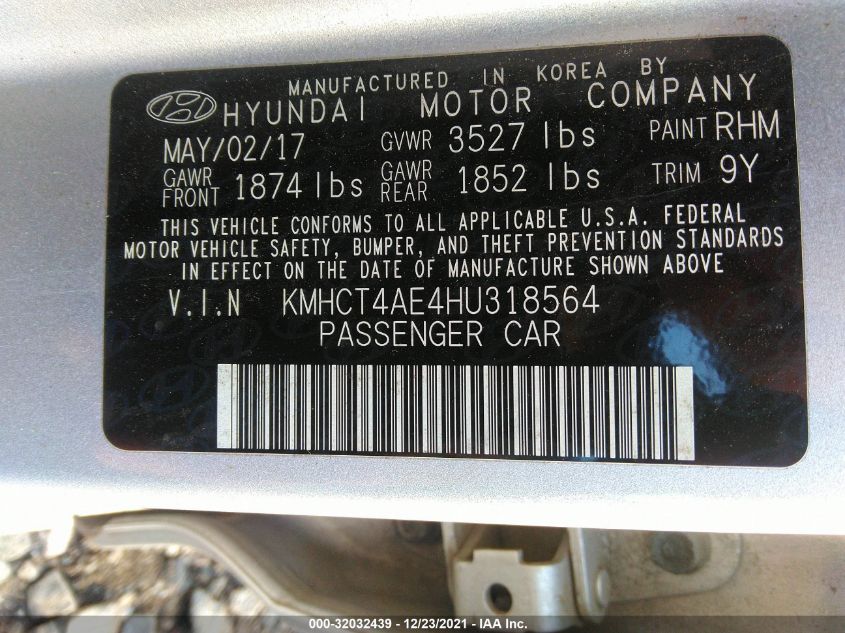 MANUFACTURED IN KOREA BY
HYUNDAI MOTOR COMPANY
MAY/02/17 GVWR 3527 lbs PAINT RHM
GAWR FRONT 1874 lbs GAWR REAR 1852 lbs TRIM 9Y
THIS VEHICLE CONFORMS TO ALL APPLICABLE U.S.A. FEDERAL
MOTOR VEHICLE SAFETY, BUMPER, AND THEFT PREVENTION STANDARDS
IN EFFECT ON THE DATE OF MANUFACTURE SHOWN ABOVE
V.I.N KMHCT4AE4HU318564
PASSENGER CAR
000-32032439 - 12/23/2021 - IAA Inc.